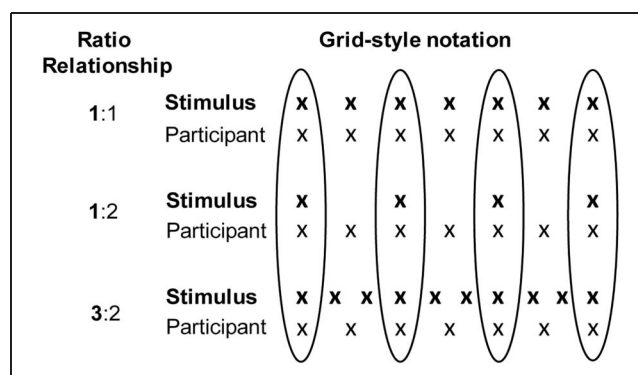 Ratio Relationship Grid-style notation
1:1 Stimulus x x x x x x x
Participant x x x x x x x
1:2 Stimulus x x x x
Participant x x x x x x x
3:2 Stimulus x x x x x x x x x x
Participant x x x x x x x